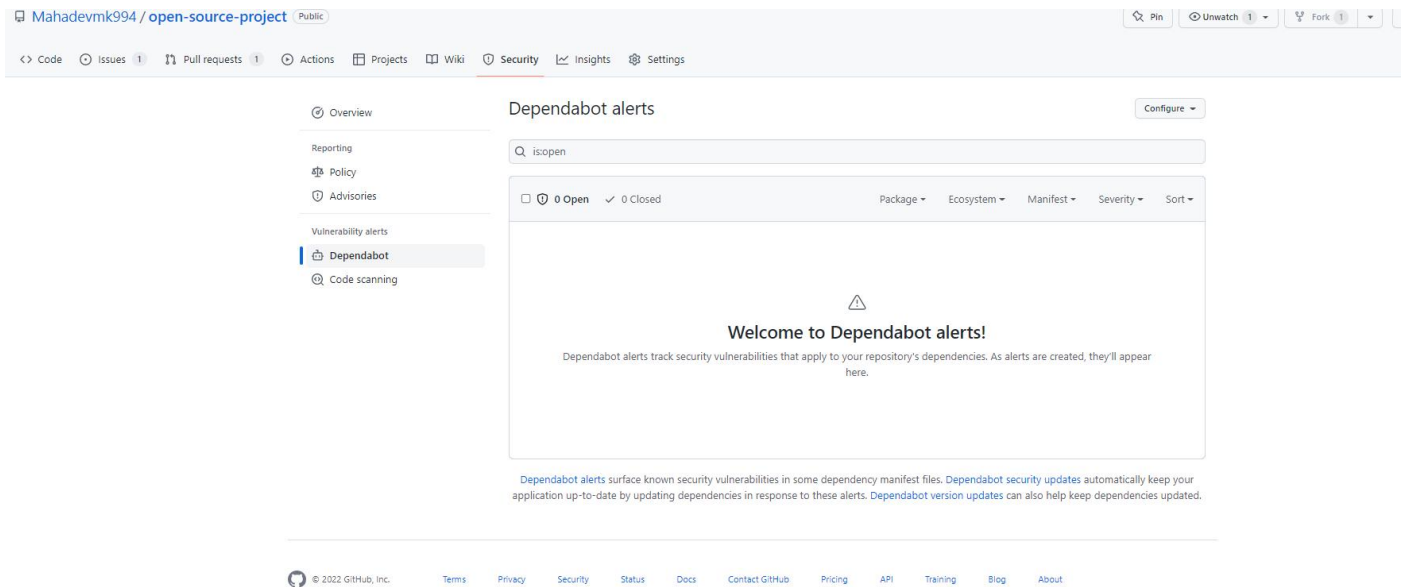 Mahadevmk994 / open-source-project Public
Pin Unwatch 1 Fork 1
Code Issues 1 Pull requests 1 Actions Projects Wiki Security Insights Settings
Overview
Reporting
Policy
Advisories
Vulnerability alerts
Dependabot
Code scanning
Dependabot alerts
Configure
is:open
0 Open 0 Closed Package Ecosystem Manifest Severity Sort
Welcome to Dependabot alerts!
Dependabot alerts track security vulnerabilities that apply to your repository's dependencies. As alerts are created, they'll appear
here.
Dependabot alerts surface known security vulnerabilities in some dependency manifest files. Dependabot security updates automatically keep your
application up-to-date by updating dependencies in response to these alerts. Dependabot version updates can also help keep dependencies updated.
© 2022 GitHub, Inc. Terms Privacy Security Status Docs Contact GitHub Pricing API Training Blog About